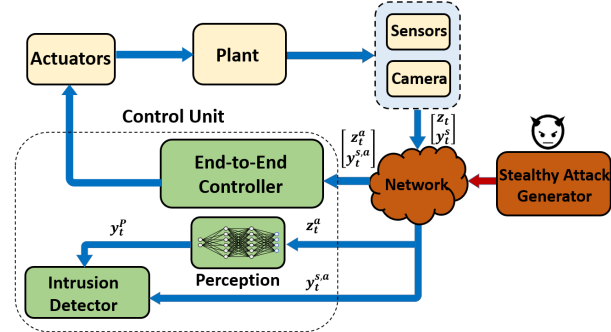 Sensors
Actuators
Plant
Camera
Control Unit
[z_t
y_t^s]
[z_t^a
y_t^{s,a}]
End-to-End
Controller
Network
Stealthy Attack
Generator
y_t^P
z_t^a
Perception
y_t^{s,a}
Intrusion
Detector